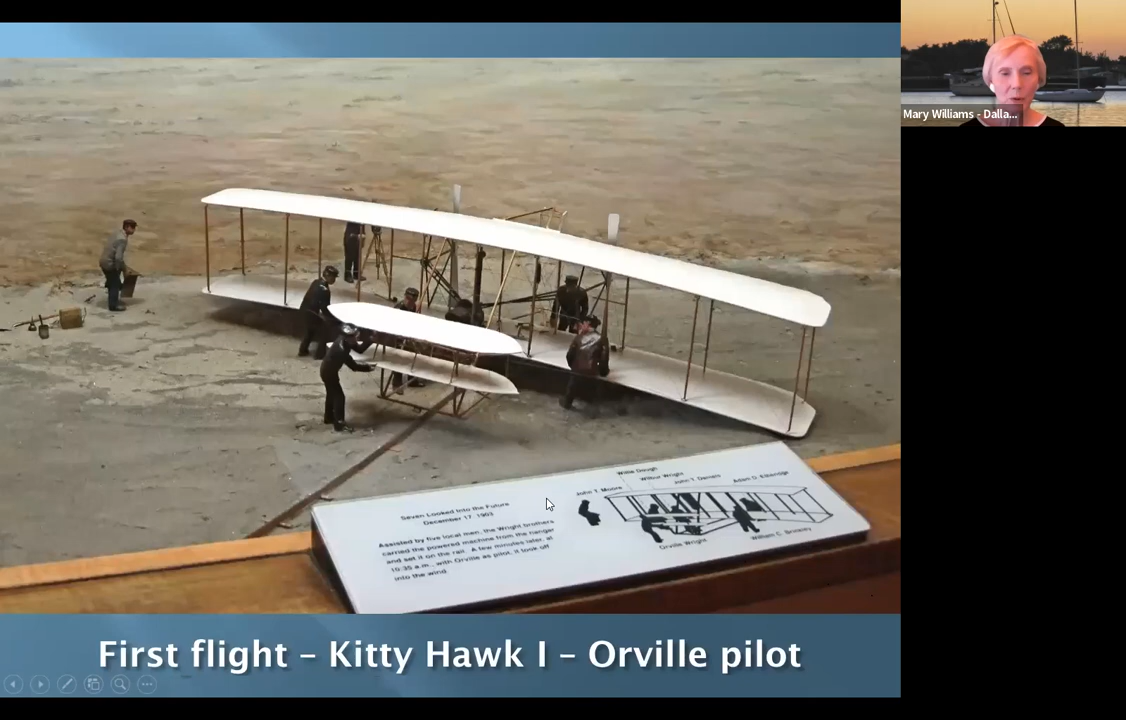 Mary Williams - Dalla...
Seven Looked Into the Future
December 17, 1903
Assisted by five local men, the Wright brothers
carried the powered machine from the hangar
and set it on the rail. A few minutes later, at
10:35 a.m., with Orville as pilot, it took off
into the wind.
Willie Dough
Wilbur Wright
John T. Moore
John T. Daniels
Adam D. Etheridge
Orville Wright
William C. Brinkley
First flight – Kitty Hawk I – Orville pilot